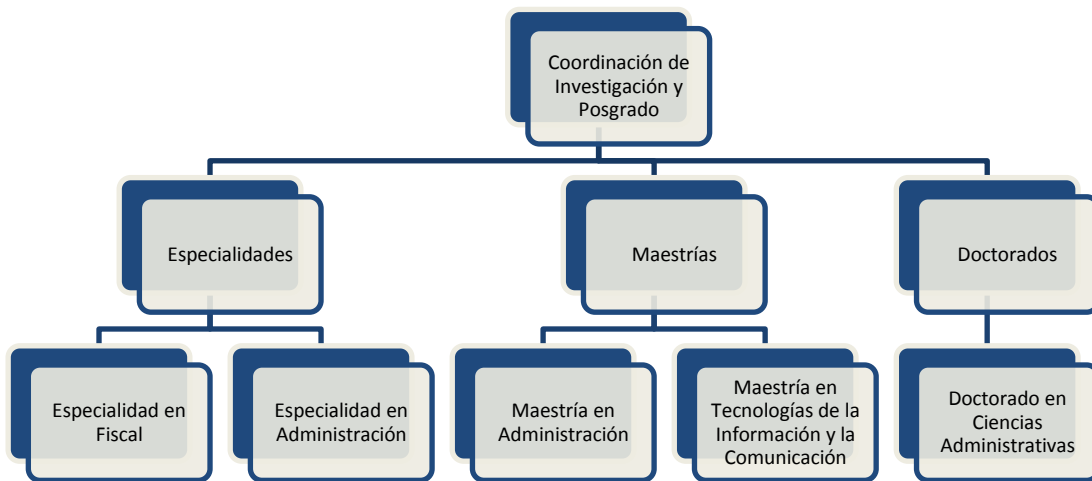 Coordinación de
Investigación y
Posgrado
Especialidades
Maestrías
Doctorados
Especialidad en
Fiscal
Especialidad en
Administración
Maestría en
Administración
Maestría en
Tecnologías de la
Información y la
Comunicación
Doctorado en
Ciencias
Administrativas